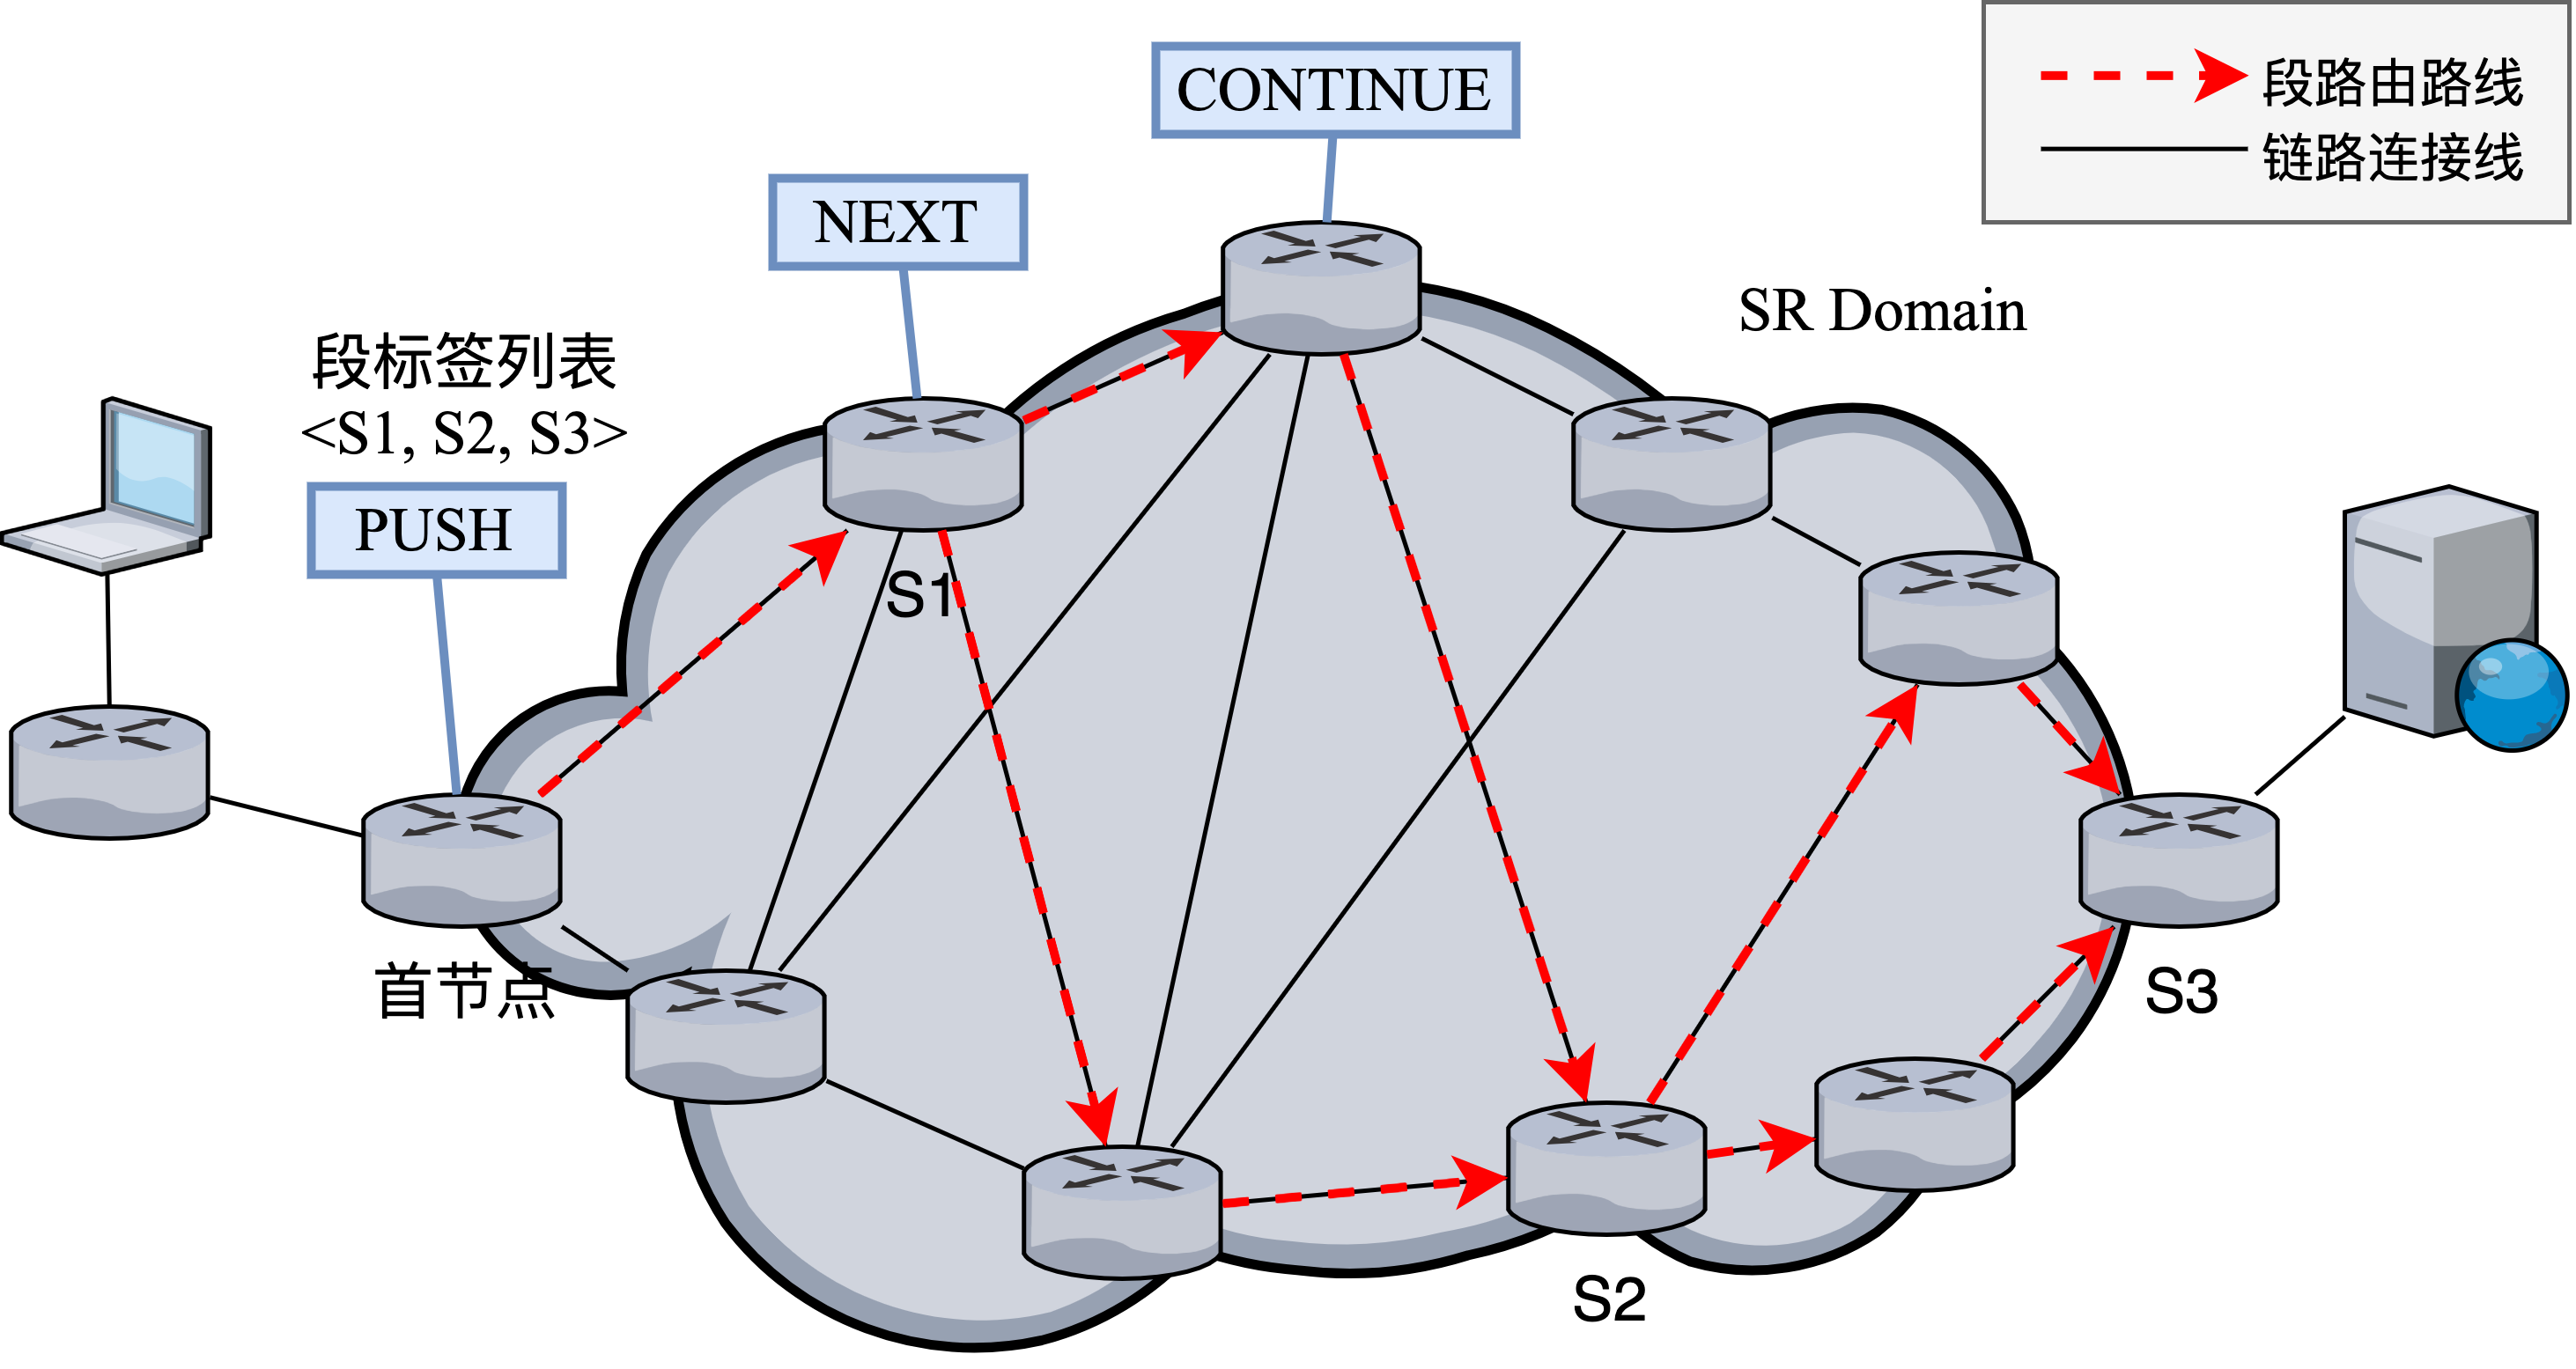 CONTINUE
段路由路线
链路连接线
NEXT
SR Domain
段标签列表
<S1, S2, S3>
PUSH
S1
首节点
S3
S2